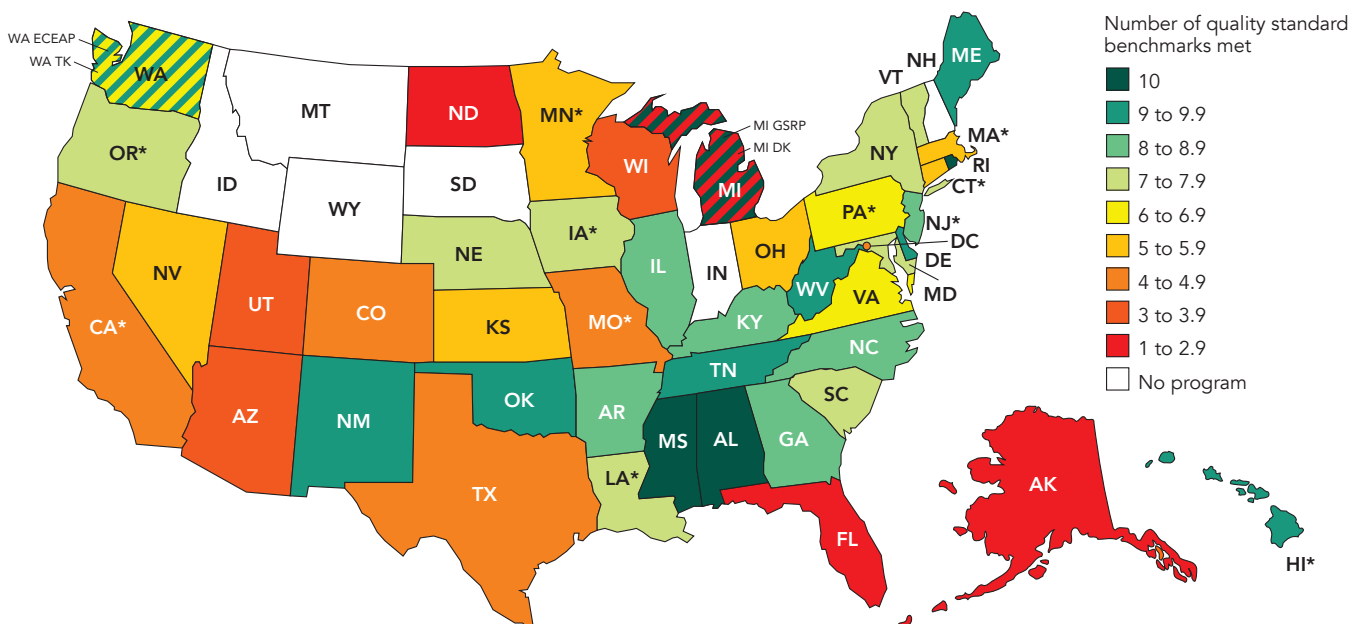 Number of quality standard
benchmarks met
10
9 to 9.9
8 to 8.9
7 to 7.9
6 to 6.9
5 to 5.9
4 to 4.9
3 to 3.9
1 to 2.9
No program
WA ECEAP
WA TK
WA
MT
ND
MN*
MI GSRP
MI DK
VT
NH
ME
OR*
ID
WY
SD
WI
MI
NY
MA*
RI
CT*
NE
IA*
PA*
NJ*
DC
DE
MD
NV
UT
CO
KS
MO*
IL
IN
OH
WV
VA
CA*
KY
NC
AZ
NM
OK
TN
AR
SC
MS
AL
GA
TX
LA*
FL
AK
HI*